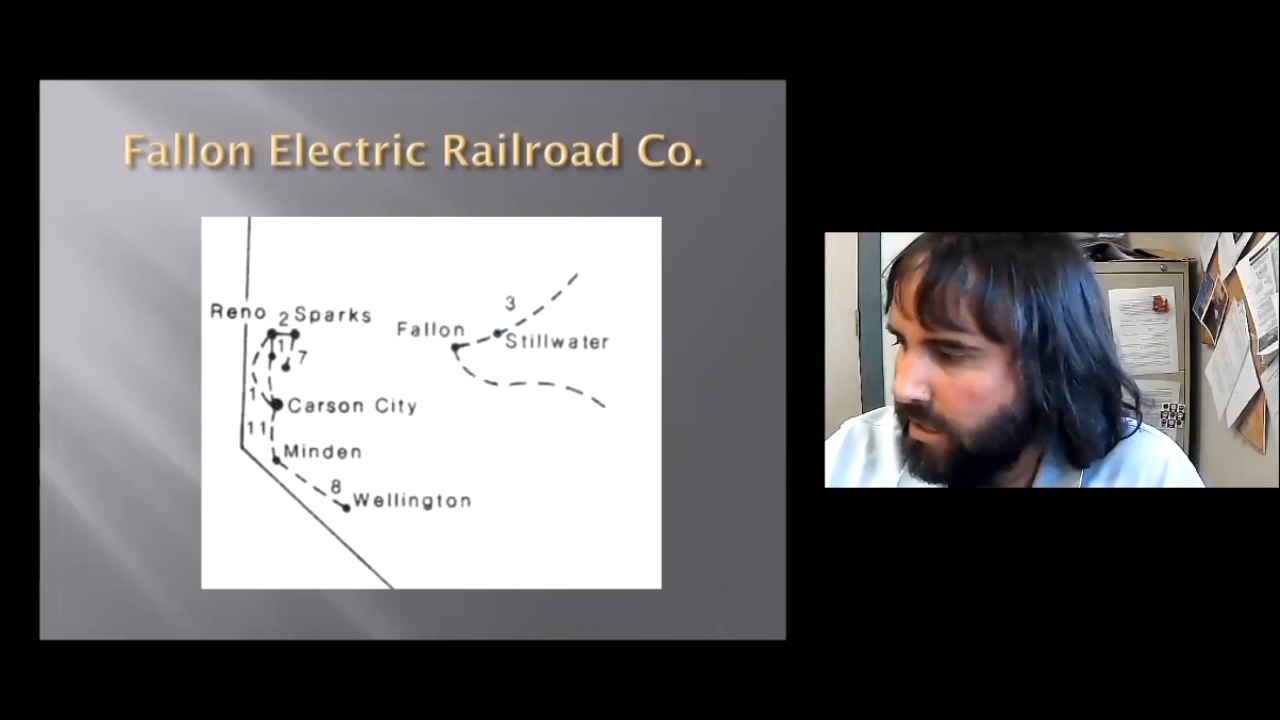 Fallon Electric Railroad Co.
Reno 2 Sparks
1 7
3
Fallon
Stillwater
1
Carson City
11
Minden
8
Wellington